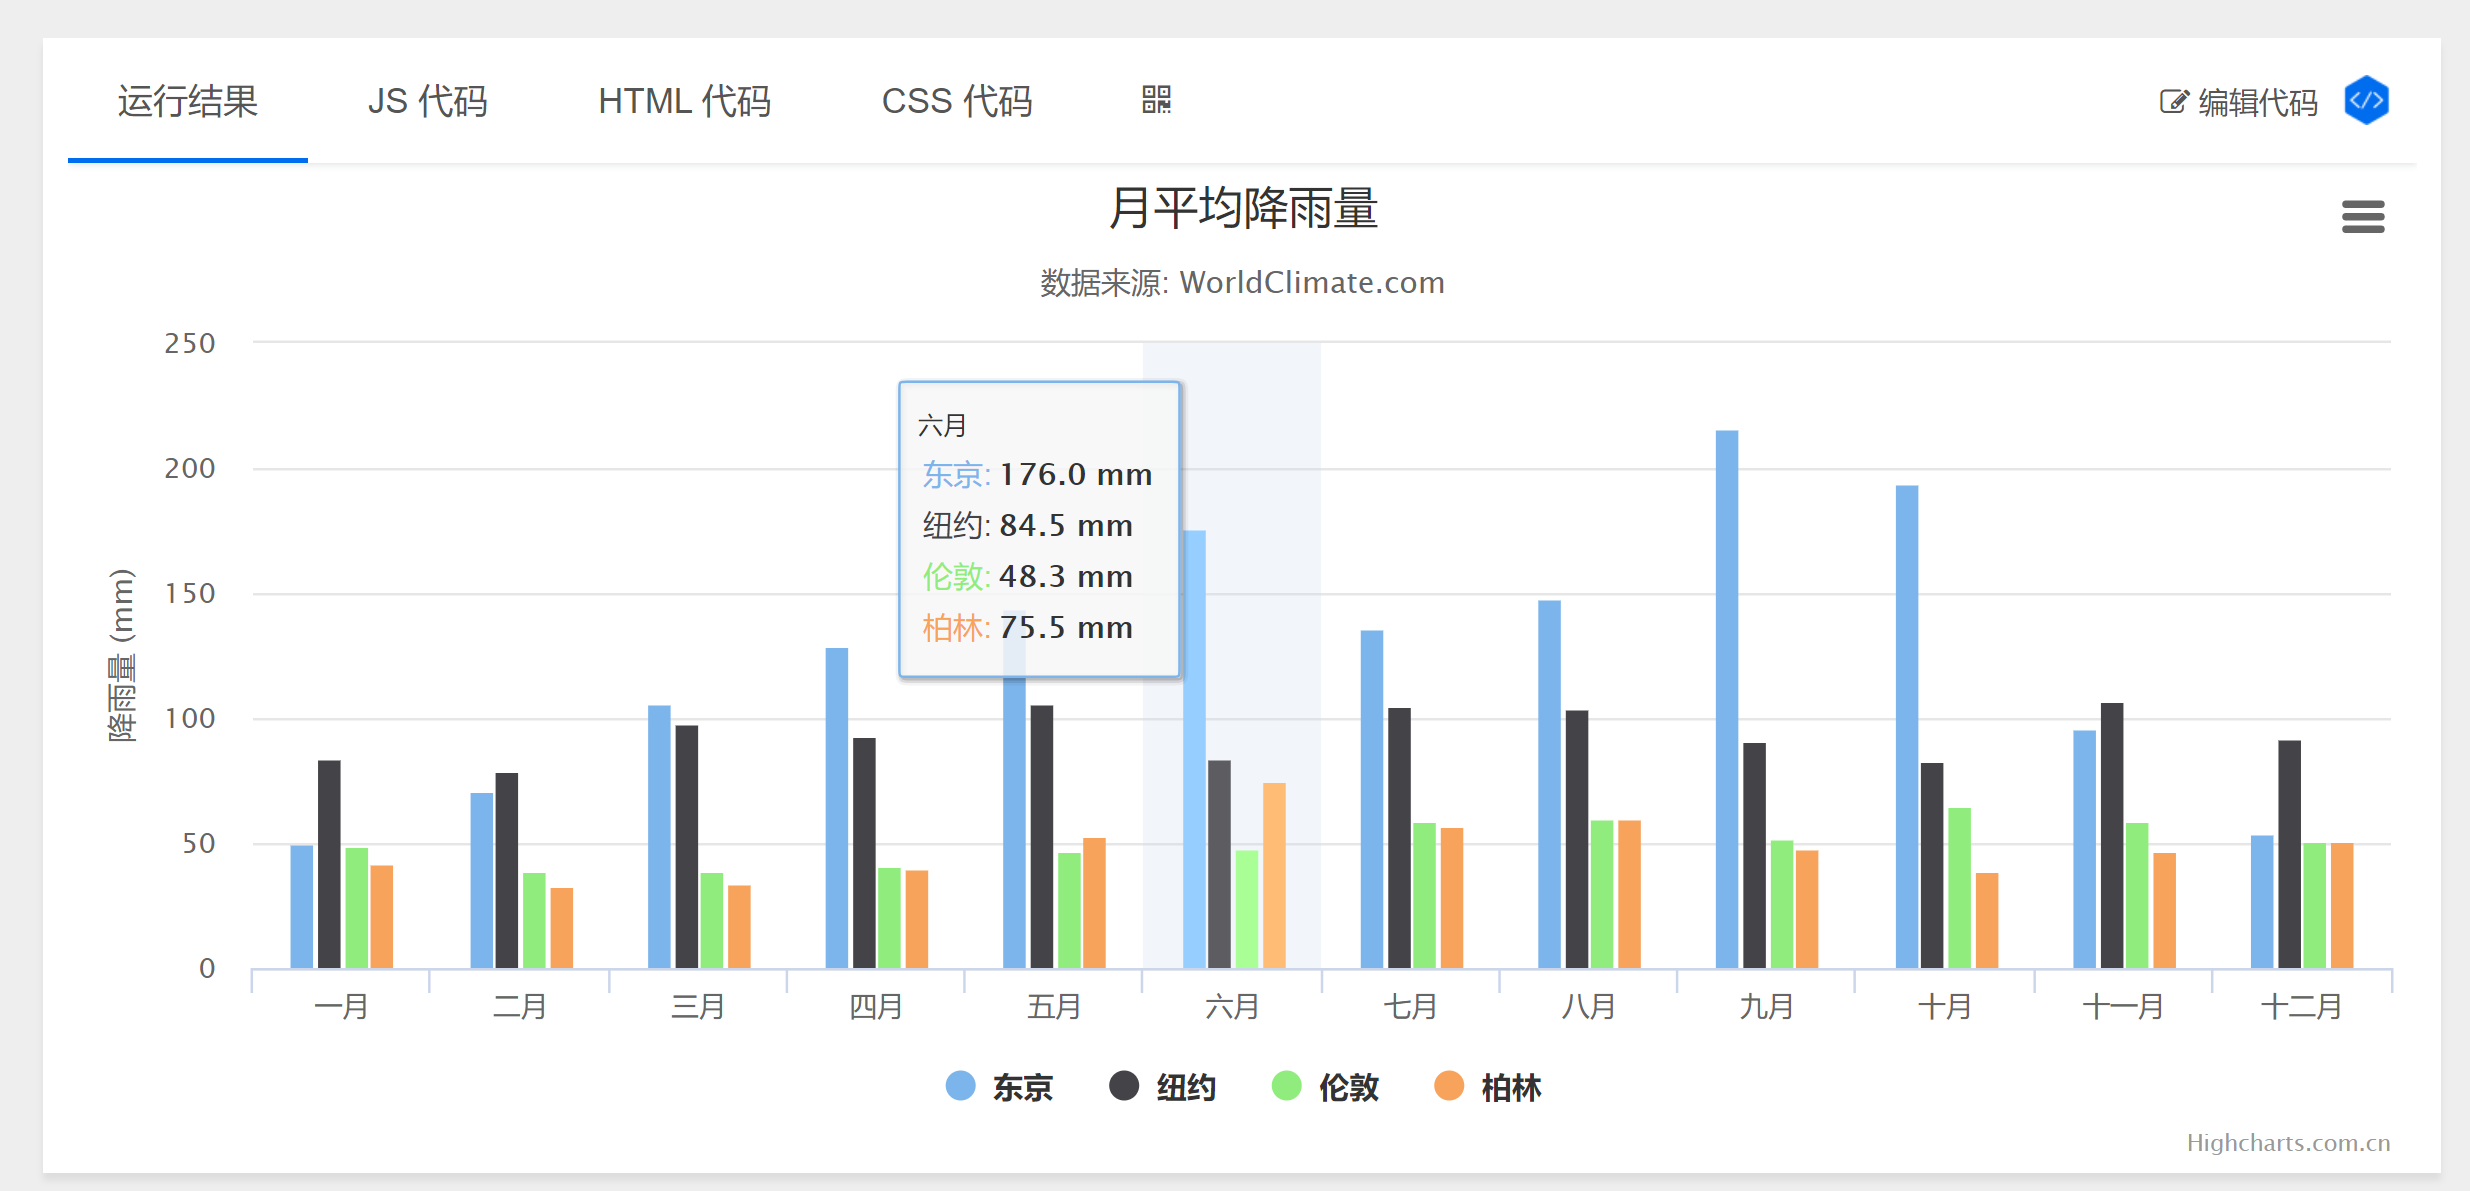 运行结果 JS 代码 HTML 代码 CSS 代码 编辑代码
月平均降雨量
数据来源: WorldClimate.com
降雨量 (mm)
250
200
150
100
50
0
六月
东京: 176.0 mm
纽约: 84.5 mm
伦敦: 48.3 mm
柏林: 75.5 mm
一月 二月 三月 四月 五月 六月 七月 八月 九月 十月 十一月 十二月
东京 纽约 伦敦 柏林
Highcharts.com.cn